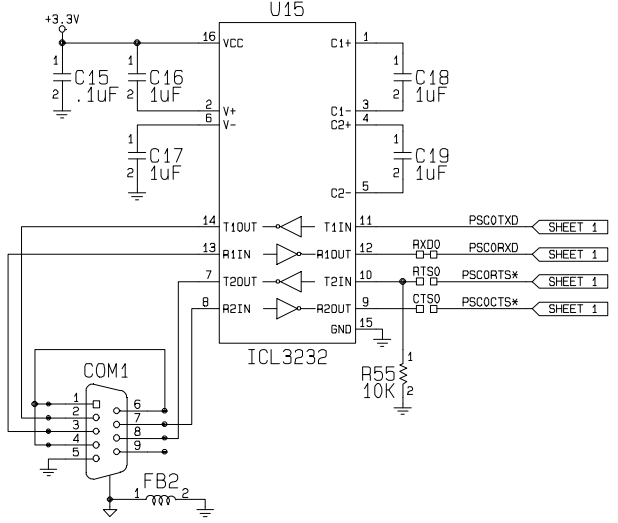 U15
+3.3V
16 VCC C1+ 1
1 C15 2 .1uF
1 C16 2 1uF
1 C18 2 1uF
2 V+ C1- 3
6 V- C2+ 4
1 C17 2 1uF
1 C19 2 1uF
C2- 5
14 T1OUT T1IN 11 PSC0TXD SHEET 1
13 R1IN R1OUT 12 RXD0 PSC0RXD SHEET 1
7 T2OUT T2IN 10 RTS0 PSC0RTS* SHEET 1
8 R2IN R2OUT 9 CTS0 PSC0CTS* SHEET 1
GND 15
ICL3232
1 R55 10K 2
COM1
1 6
2 7
3 8
4 9
5
FB2
1 2